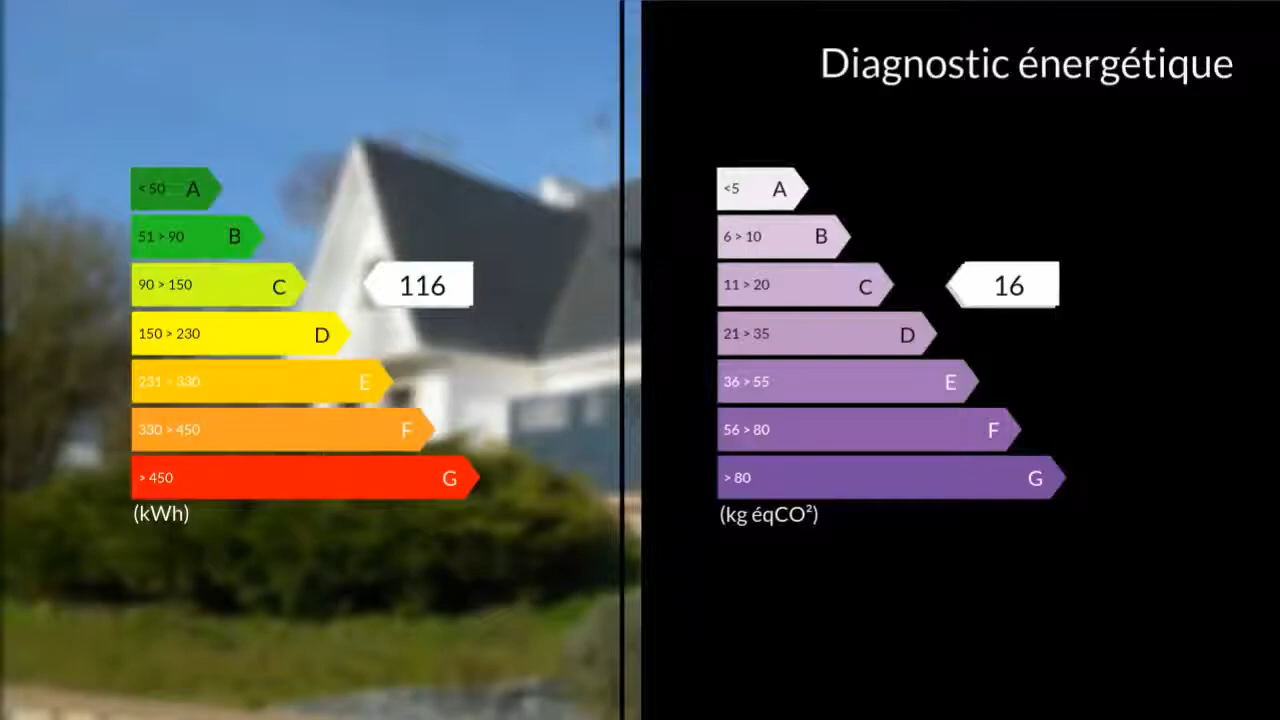 Diagnostic énergétique
< 50 A
51 > 90 B
90 > 150 C
116
150 > 230 D
231 > 330 E
330 > 450 F
> 450 G
(kWh)
<5 A
6 > 10 B
11 > 20 C
16
21 > 35 D
36 > 55 E
56 > 80 F
> 80 G
(kg éqCO²)